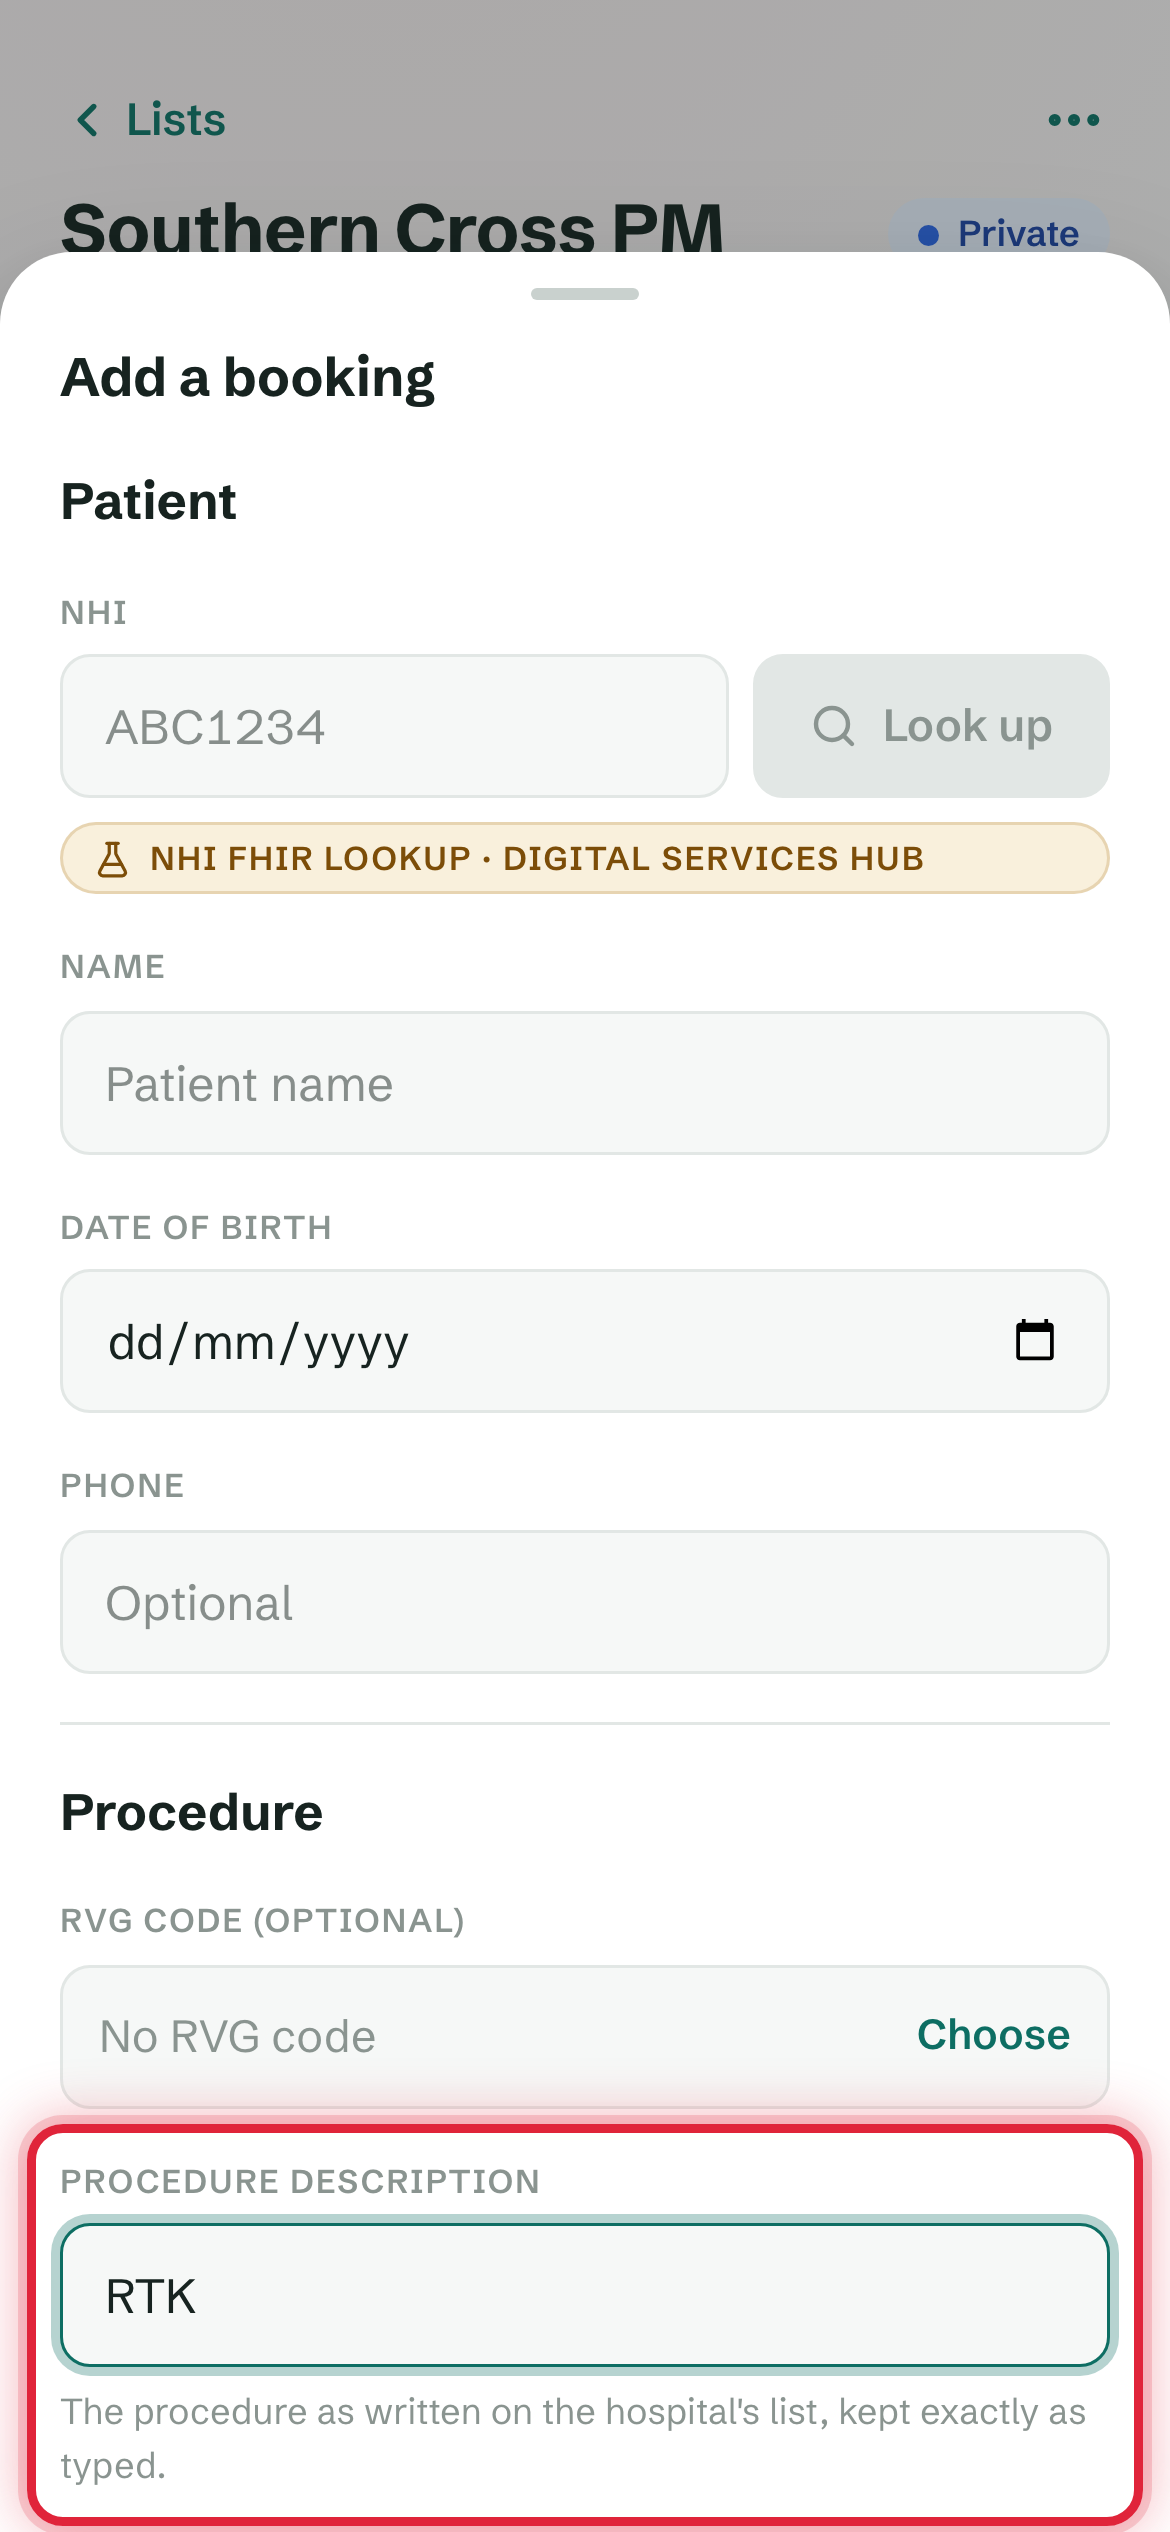 Lists
Southern Cross PM
Private
Add a booking
Patient
NHI
ABC1234
Look up
NHI FHIR LOOKUP · DIGITAL SERVICES HUB
NAME
Patient name
DATE OF BIRTH
dd/mm/yyyy
PHONE
Optional
Procedure
RVG CODE (OPTIONAL)
No RVG code
Choose
PROCEDURE DESCRIPTION
RTK
The procedure as written on the hospital's list, kept exactly as
typed.